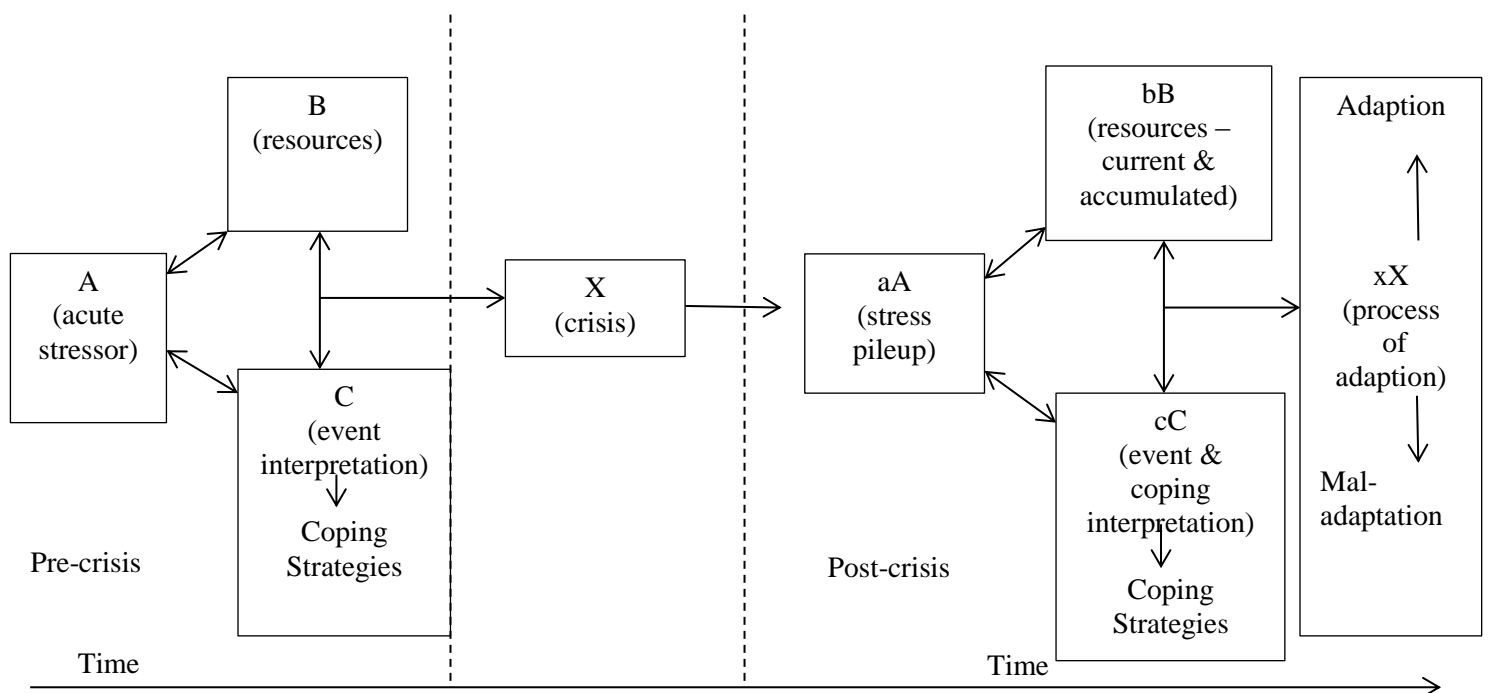 B
(resources)
A
(acute
stressor)
C
(event
interpretation)
Coping
Strategies
Pre-crisis
Time
X
(crisis)
aA
(stress
pileup)
bB
(resources –
current &
accumulated)
cC
(event &
coping
interpretation)
Coping
Strategies
Post-crisis
Time
Adaption
xX
(process
of
adaption)
Mal-
adaptation